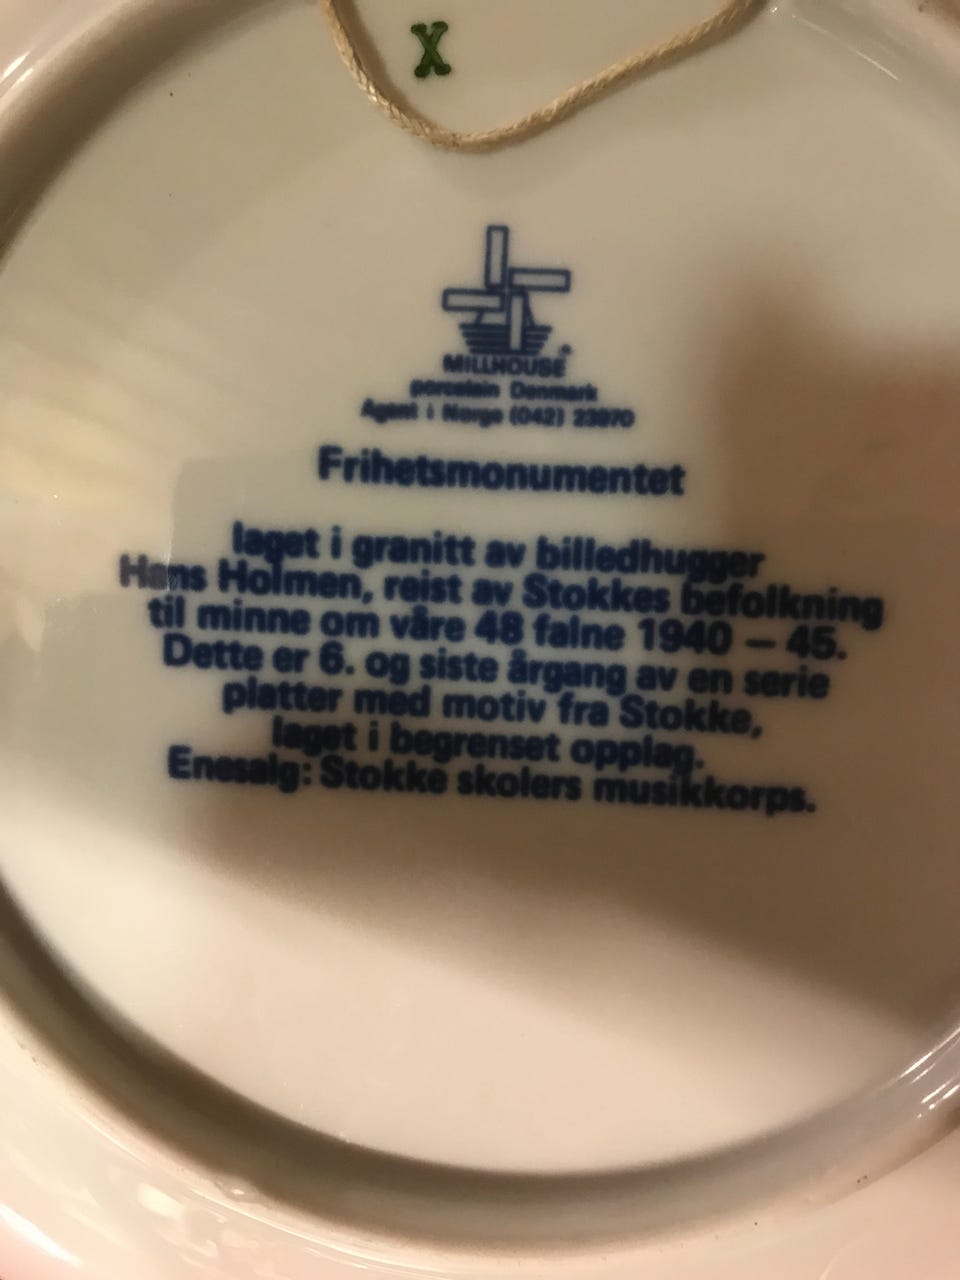 X
MILLHOUSE
porcelain Denmark
Agent i Norge (042) 23970
Frihetsmonumentet
laget i granitt av billedhugger
Hans Holmen, reist av Stokkes befolkning
til minne om våre 48 falne 1940 – 45.
Dette er 6. og siste årgang av en serie
platter med motiv fra Stokke,
laget i begrenset opplag.
Enesalg: Stokke skolers musikkorps.